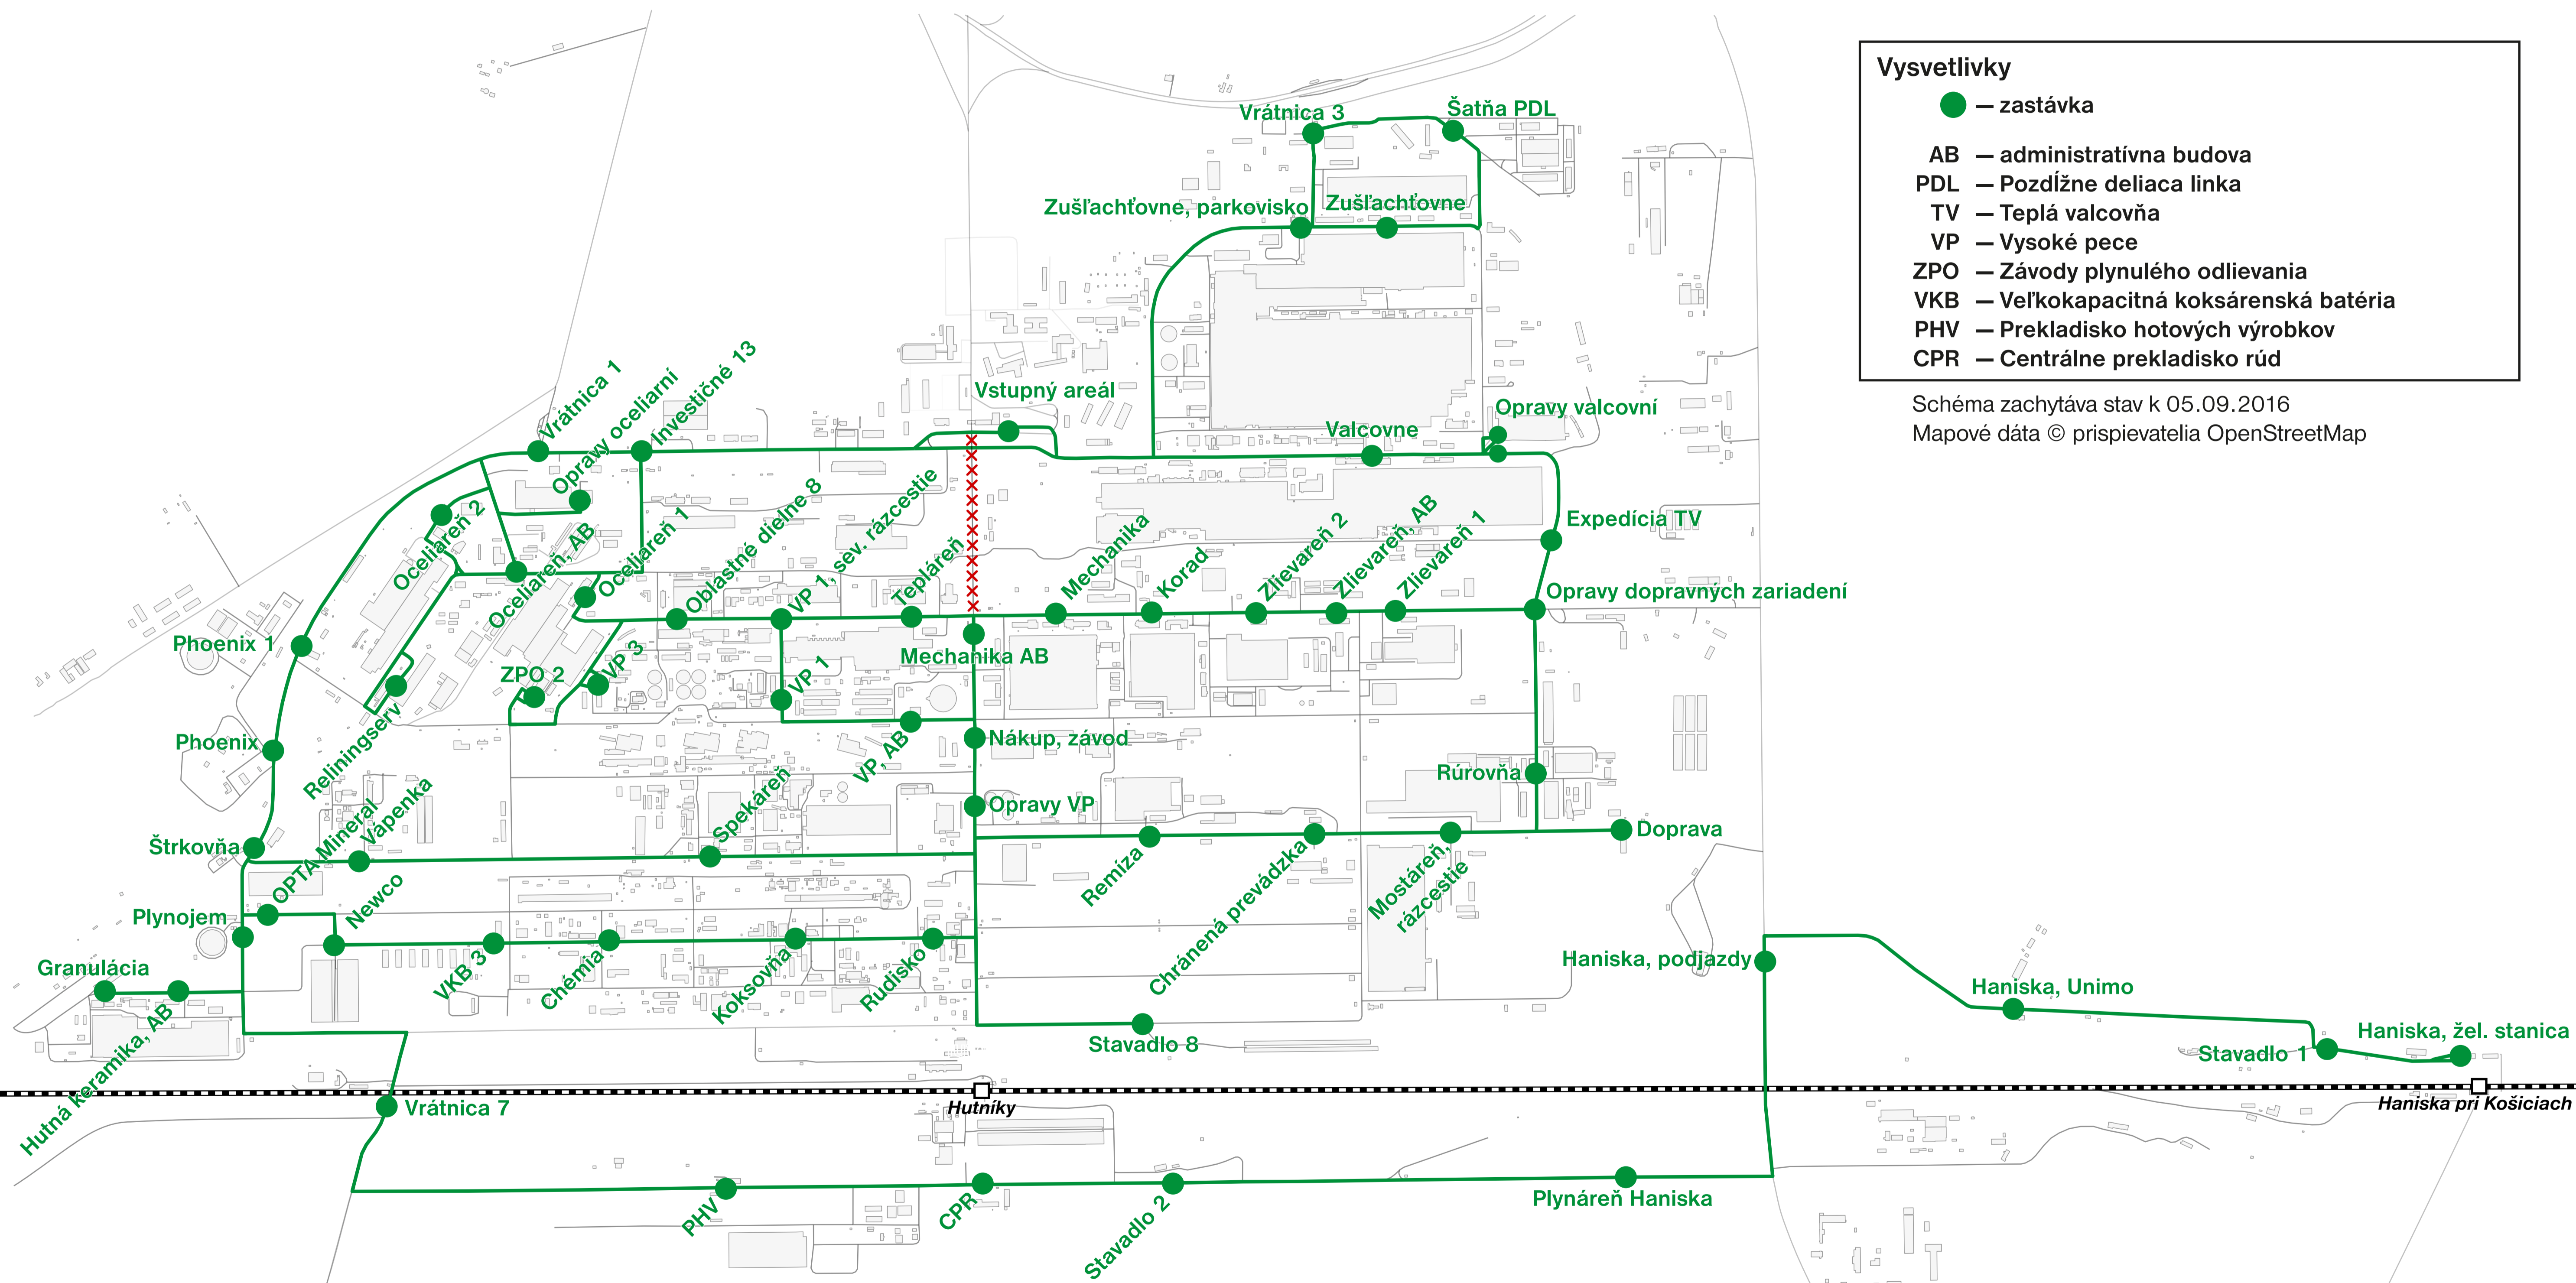 Vysvetlivky
— zastávka
AB — administratívna budova
PDL — Pozdĺžne deliaca linka
TV — Teplá valcovňa
VP — Vysoké pece
ZPO — Závody plynulého odlievania
VKB — Veľkokapacitná koksárenská batéria
PHV — Prekladisko hotových výrobkov
CPR — Centrálne prekladisko rúd
Schéma zachytáva stav k 05.09.2016
Mapové dáta © prispievatelia OpenStreetMap
Vrátnica 3
Šatňa PDL
Zušľachťovne, parkovisko
Zušľachťovne
Vrátnica 1
Opravy oceliarní
Investičné 13
Vstupný areál
Valcovne
Opravy valcovní
Oceliareň 2
Oceliareň, AB
Oceliareň 1
Oblastné dielne 8
VP 1, sev. rázcestie
Tepláreň
Mechanika
Korad
Zlievareň 2
Zlievareň, AB
Zlievareň 1
Expedícia TV
Opravy dopravných zariadení
Phoenix 1
ZPO 2
VP 3
VP 1
Mechanika AB
Phoenix
Reliningserv
VP, AB
Nákup, závod
Rúrovňa
Štrkovňa
OPTA Mineral
Vápenka
Spekáreň
Opravy VP
Remíza
Chránená prevádzka
Mostáreň,
rázcestie
Doprava
Plynojem
Newco
Granulácia
Hutná keramika, AB
VKB 3
Chémia
Koksovňa
Rudisko
Stavadlo 8
Haniska, podjazdy
Haniska, Unimo
Stavadlo 1
Haniska, žel. stanica
Vrátnica 7
Hutníky
Haniska pri Košiciach
PHV
CPR
Stavadlo 2
Plynáreň Haniska